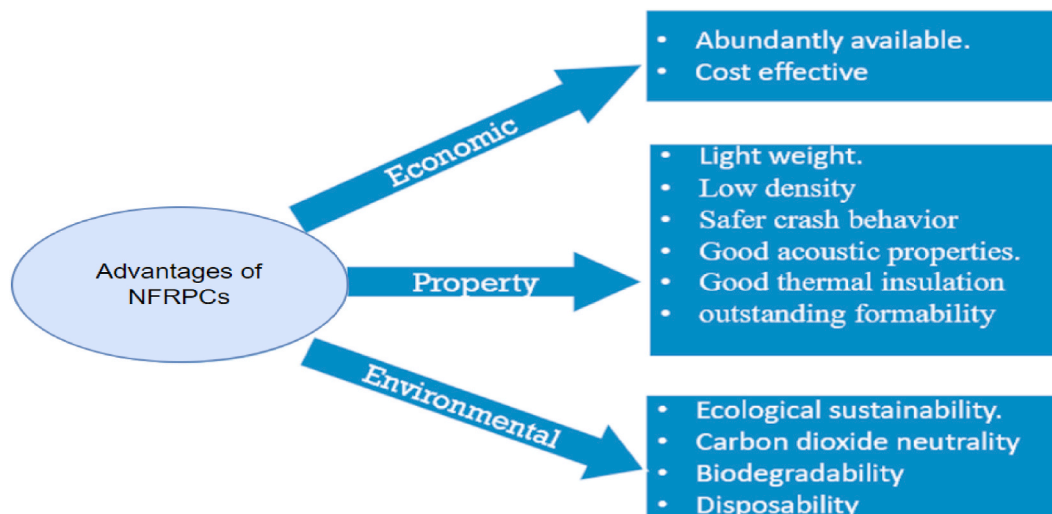 Advantages of
NFRPCs
Economic
• Abundantly available.
• Cost effective
Property
• Light weight.
• Low density
• Safer crash behavior
• Good acoustic properties.
• Good thermal insulation
• outstanding formability
Environmental
• Ecological sustainability.
• Carbon dioxide neutrality
• Biodegradability
• Disposability